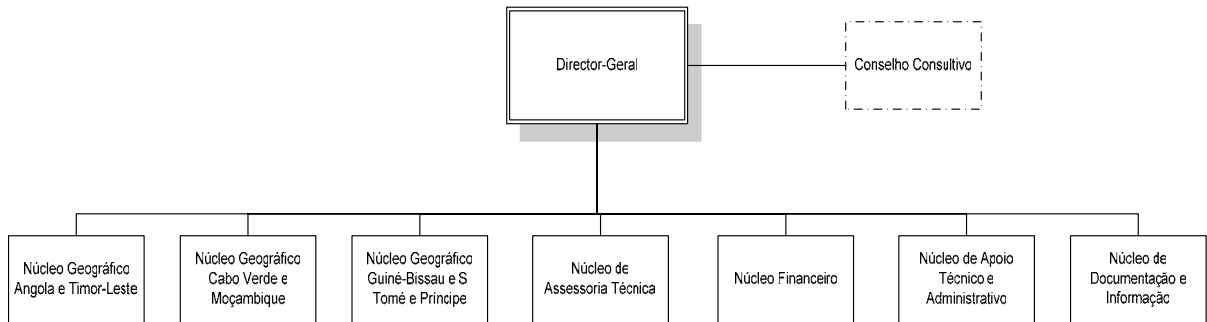 Director-Geral
Conselho Consultivo
Núcleo Geográfico
Angola e Timor-Leste
Núcleo Geográfico
Cabo Verde e
Moçambique
Núcleo Geográfico
Guiné-Bissau e S
Tomé e Príncipe
Núcleo de
Assessoria Técnica
Núcleo Financeiro
Núcleo de Apoio
Técnico e
Administrativo
Núcleo de
Documentação e
Informação